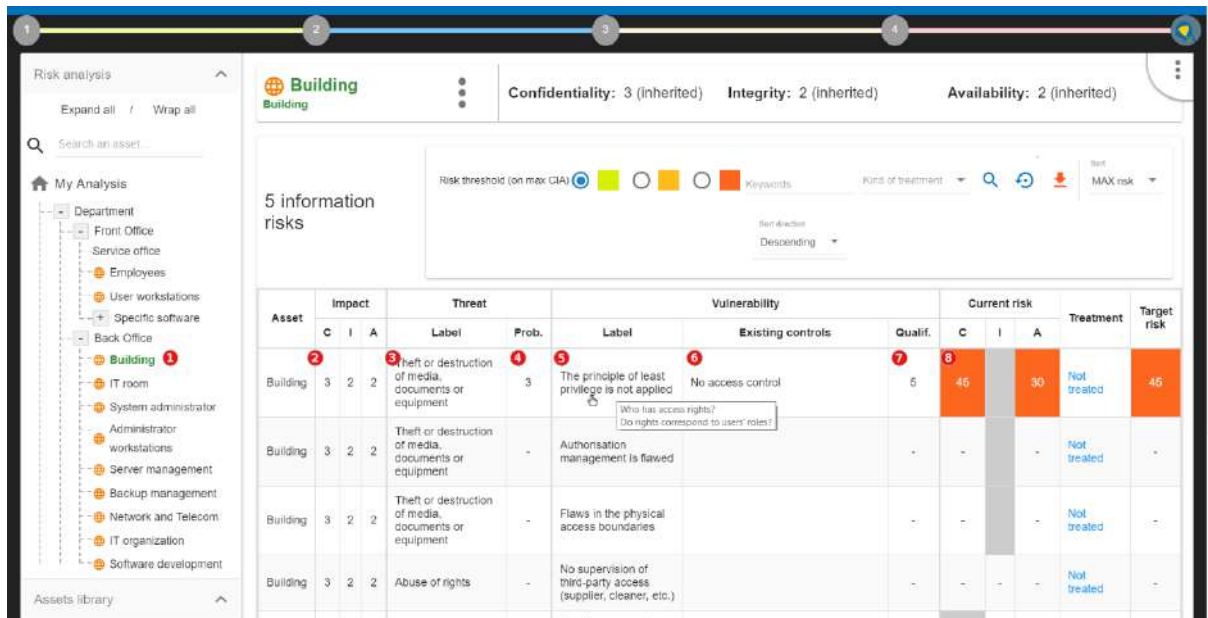 1 2 3 4
Risk analysis
Expand all / Wrap all
Search an asset...
My Analysis
Department
Front Office
Service office
Employees
User workstations
Specific software
Back Office
Building 1
IT room
System administrator
Administrator
workstations
Server management
Backup management
Network and Telecom
IT organization
Software development
Assets library
Building
Building
Confidentiality: 3 (inherited) Integrity: 2 (inherited) Availability: 2 (inherited)
5 information
risks
Risk threshold (on max CIA) Keywords Kind of treatment
Sort
MAX risk
Sort direction
Descending
Asset Impact Threat Vulnerability Current risk Treatment Target
risk
C I A Label Prob. Label Existing controls Qualif. C I A
2 3 4 5 6 7 8
Building 3 2 2 Theft or destruction
of media,
documents or
equipment
3 The principle of least
privilege is not applied
No access control 5 45 30 Not
treated
45
Who has access rights?
Do rights correspond to users' roles?
Building 3 2 2 Theft or destruction
of media,
documents or
equipment
- Authorisation
management is flawed
- - - Not
treated
-
Building 3 2 2 Theft or destruction
of media,
documents or
equipment
- Flaws in the physical
access boundaries
- - - Not
treated
-
Building 3 2 2 Abuse of rights - No supervision of
third-party access
(supplier, cleaner, etc.)
- - - - Not
treated
-